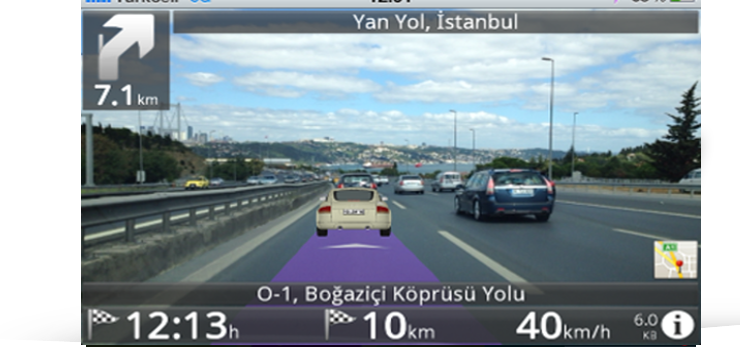 Yan Yol, İstanbul
7.1 km
O-1, Boğaziçi Köprüsü Yolu
12:13h
10km
40km/h
6.0
KB
i